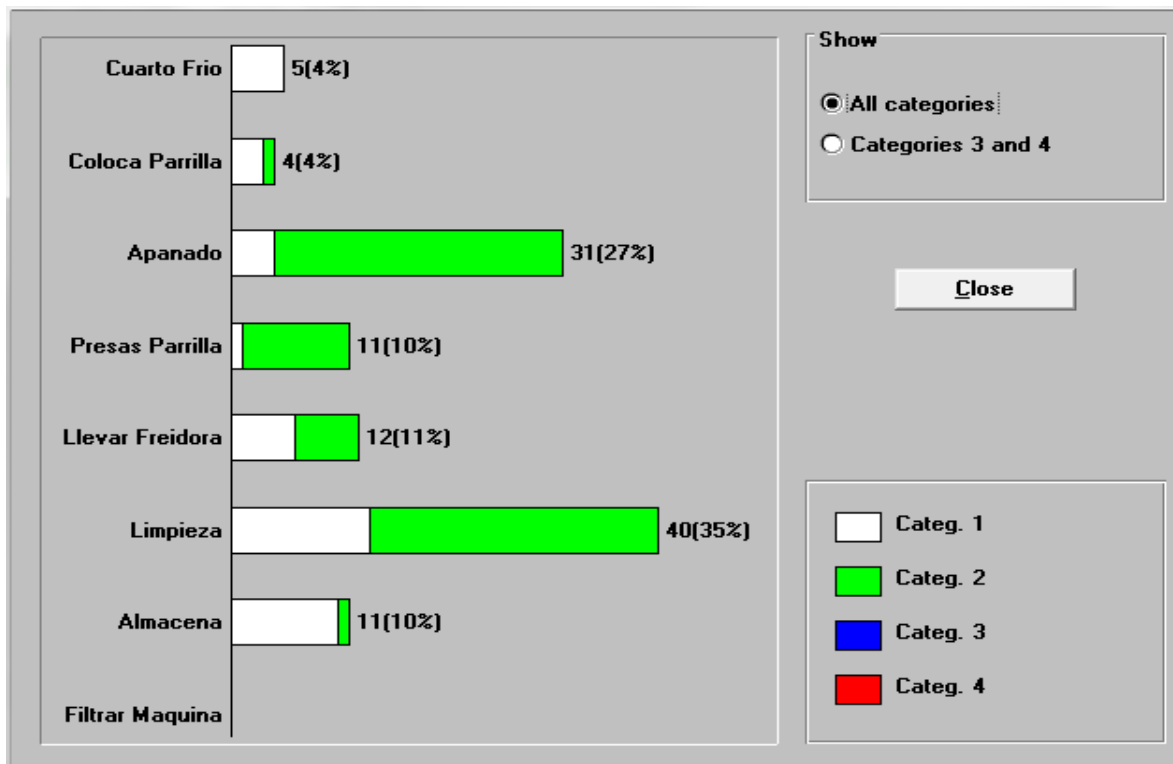 Show
Cuarto Frio 5(4%)
All categories
Categories 3 and 4
Coloca Parrilla 4(4%)
Apanado 31(27%)
Close
Presas Parrilla 11(10%)
Llevar Freidora 12(11%)
Limpieza 40(35%)
Categ. 1
Categ. 2
Almacena 11(10%)
Categ. 3
Categ. 4
Filtrar Maquina